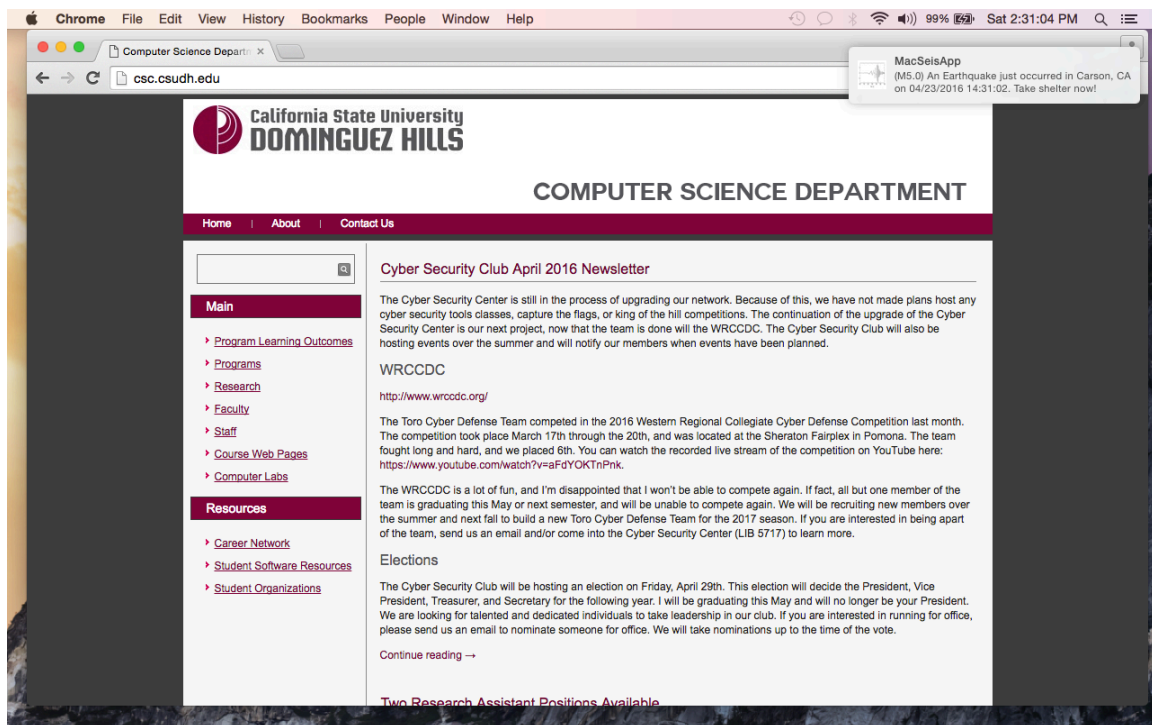 Chrome File Edit View History Bookmarks People Window Help 99% Sat 2:31:04 PM
Computer Science Departm
MacSeisApp
(M5.0) An Earthquake just occurred in Carson, CA
on 04/23/2016 14:31:02. Take shelter now!
csc.csudh.edu
California State University
DOMINGUEZ HILLS
COMPUTER SCIENCE DEPARTMENT
Home | About | Contact Us
Cyber Security Club April 2016 Newsletter
Main
Program Learning Outcomes
Programs
Research
Faculty
Staff
Course Web Pages
Computer Labs
Resources
Career Network
Student Software Resources
Student Organizations
The Cyber Security Center is still in the process of upgrading our network. Because of this, we have not made plans host any
cyber security tools classes, capture the flags, or king of the hill competitions. The continuation of the upgrade of the Cyber
Security Center is our next project, now that the team is done will the WRCCDC. The Cyber Security Club will also be
hosting events over the summer and will notify our members when events have been planned.
WRCCDC
http://www.wrccdc.org/
The Toro Cyber Defense Team competed in the 2016 Western Regional Collegiate Cyber Defense Competition last month.
The competition took place March 17th through the 20th, and was located at the Sheraton Fairplex in Pomona. The team
fought long and hard, and we placed 6th. You can watch the recorded live stream of the competition on YouTube here:
https://www.youtube.com/watch?v=aFdYOKTnPnk.
The WRCCDC is a lot of fun, and I'm disappointed that I won't be able to compete again. If fact, all but one member of the
team is graduating this May or next semester, and will be unable to compete again. We will be recruiting new members over
the summer and next fall to build a new Toro Cyber Defense Team for the 2017 season. If you are interested in being apart
of the team, send us an email and/or come into the Cyber Security Center (LIB 5717) to learn more.
Elections
The Cyber Security Club will be hosting an election on Friday, April 29th. This election will decide the President, Vice
President, Treasurer, and Secretary for the following year. I will be graduating this May and will no longer be your President.
We are looking for talented and dedicated individuals to take leadership in our club. If you are interested in running for office,
please send us an email to nominate someone for office. We will take nominations up to the time of the vote.
Continue reading →
Two Research Assistant Positions Available